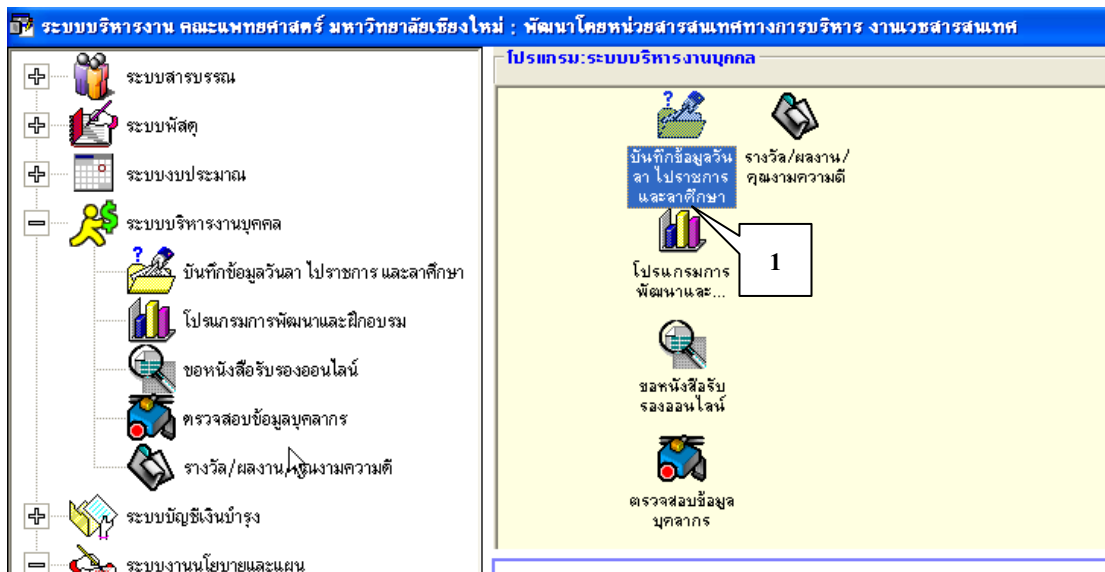 ระบบบริหารงาน คณะแพทยศาสตร์ มหาวิทยาลัยเชียงใหม่ : พัฒนาโดยหน่วยสารสนเทศทางการบริหาร งานเวชสารสนเทศ
ระบบสารบรรณ
ระบบพัสดุ
ระบบงบประมาณ
ระบบบริหารงานบุคคล
บันทึกข้อมูลวันลา ไปราชการ และลาศึกษา
โปรแกรมการพัฒนาและฝึกอบรม
ขอหนังสือรับรองออนไลน์
ตรวจสอบข้อมูลบุคลากร
รางวัล/ผลงาน/คุณงามความดี
ระบบบัญชีเงินบำรุง
ระบบงานนโยบายและแผน
โปรแกรม:ระบบบริหารงานบุคคล
บันทึกข้อมูลวัน
ลา ไปราชการ
และลาศึกษา
รางวัล/ผลงาน/
คุณงามความดี
1
โปรแกรมการ
พัฒนาและ...
ขอหนังสือรับ
รองออนไลน์
ตรวจสอบข้อมูล
บุคลากร